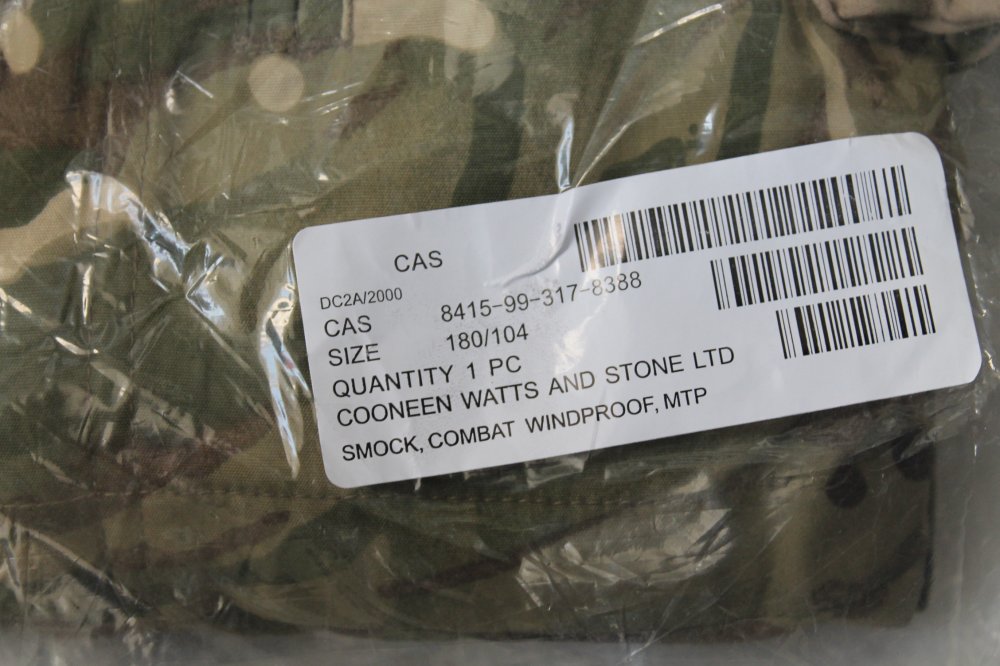 CAS
DC2A/2000
CAS 8415-99-317-8388
SIZE 180/104
QUANTITY 1 PC
COONEEN WATTS AND STONE LTD
SMOCK, COMBAT WINDPROOF, MTP